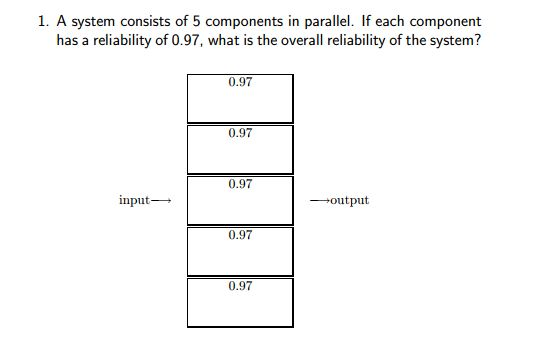 1. A system consists of 5 components in parallel. If each component
has a reliability of 0.97, what is the overall reliability of the system?
0.97
0.97
0.97
input⟶
⟶output
0.97
0.97